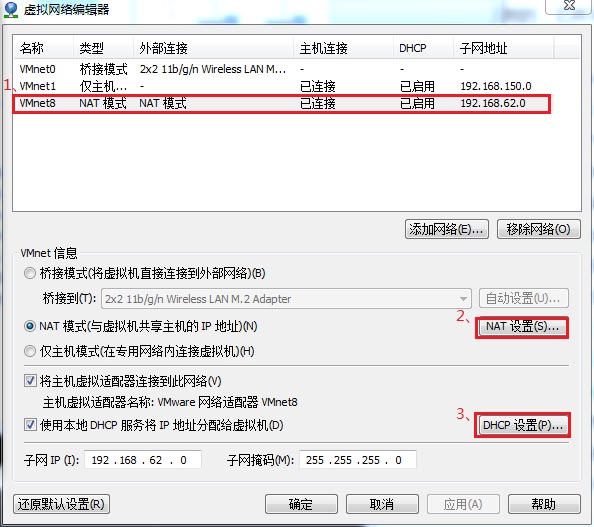 虚拟网络编辑器
名称 类型 外部连接 主机连接 DHCP 子网地址
VMnet0 桥接模式 2x2 11b/g/n Wireless LAN M... - - -
1、 VMnet1 仅主机... - 已连接 已启用 192.168.150.0
VMnet8 NAT 模式 NAT 模式 已连接 已启用 192.168.62.0
添加网络(E)... 移除网络(O)
VMnet 信息
桥接模式(将虚拟机直接连接到外部网络)(B)
桥接到(T): 2x2 11b/g/n Wireless LAN M.2 Adapter 自动设置(U)...
2、
NAT 模式(与虚拟机共享主机的 IP 地址)(N) NAT 设置(S)...
仅主机模式(在专用网络内连接虚拟机)(H)
将主机虚拟适配器连接到此网络(V)
主机虚拟适配器名称: VMware 网络适配器 VMnet8
3、
使用本地 DHCP 服务将 IP 地址分配给虚拟机(D) DHCP 设置(P)...
子网 IP (I): 192 .168 . 62 . 0 子网掩码(M): 255 .255 .255 . 0
还原默认设置(R) 确定 取消 应用(A) 帮助